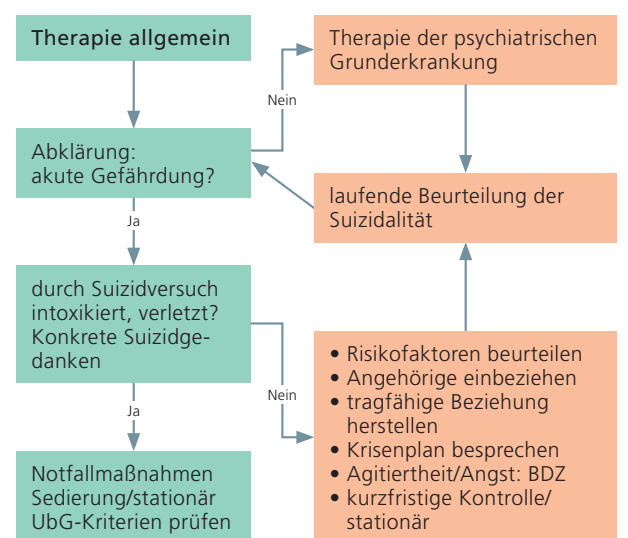 Therapie allgemein
Therapie der psychiatrischen
Grunderkrankung
Nein
Abklärung:
akute Gefährdung?
laufende Beurteilung der
Suizidalität
Ja
durch Suizidversuch
intoxikiert, verletzt?
Konkrete Suizidge-
danken
Nein
• Risikofaktoren beurteilen
• Angehörige einbeziehen
• tragfähige Beziehung
herstellen
• Krisenplan besprechen
• Agitiertheit/Angst: BDZ
• kurzfristige Kontrolle/
stationär
Ja
Notfallmaßnahmen
Sedierung/stationär
UbG-Kriterien prüfen